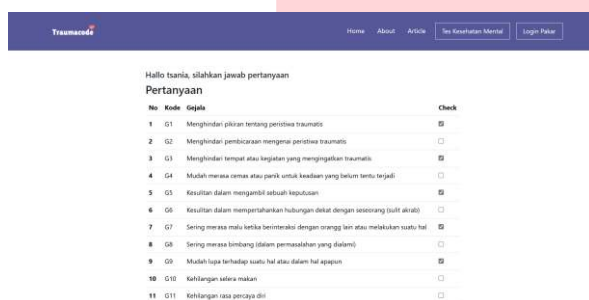 Traumacode
Home About Article Tes Kesehatan Mental Login Pakar
Hallo tsania, silahkan jawab pertanyaan
Pertanyaan
No Kode Gejala Check
1 G1 Menghindari pikiran tentang peristiwa traumatis
2 G2 Menghindari pembicaraan mengenai peristiwa traumatis
3 G3 Menghindari tempat atau kegiatan yang mengingatkan traumatis
4 G4 Mudah merasa cemas atau panik untuk keadaan yang belum tentu terjadi
5 G5 Kesulitan dalam mengambil sebuah keputusan
6 G6 Kesulitan dalam mempertahankan hubungan dekat dengan seseorang (sulit akrab)
7 G7 Sering merasa malu ketika berinteraksi dengan orangg lain atau melakukan suatu hal
8 G8 Sering merasa bimbang (dalam permasalahan yang dialami)
9 G9 Mudah lupa terhadap suatu hal atau dalam hal apapun
10 G10 Kehilangan selera makan
11 G11 Kehilangan rasa percaya diri